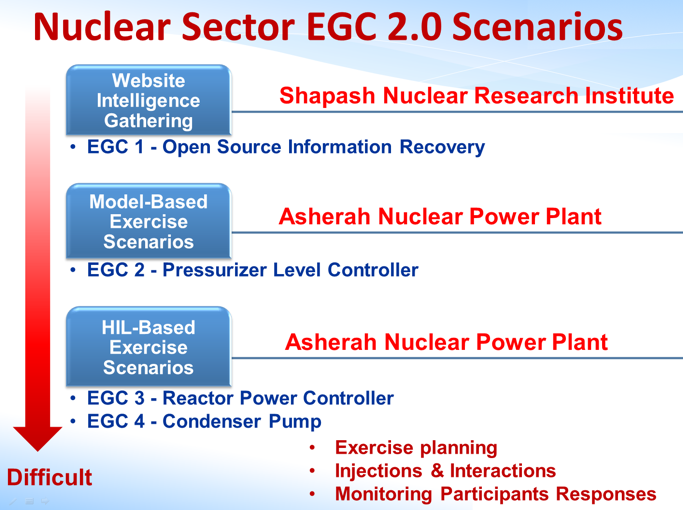 Nuclear Sector EGC 2.0 Scenarios
Website
Intelligence
Gathering
Shapash Nuclear Research Institute
• EGC 1 - Open Source Information Recovery
Model-Based
Exercise
Scenarios
Asherah Nuclear Power Plant
• EGC 2 - Pressurizer Level Controller
HIL-Based
Exercise
Scenarios
Asherah Nuclear Power Plant
• EGC 3 - Reactor Power Controller
• EGC 4 - Condenser Pump
• Exercise planning
• Injections & Interactions
• Monitoring Participants Responses
Difficult